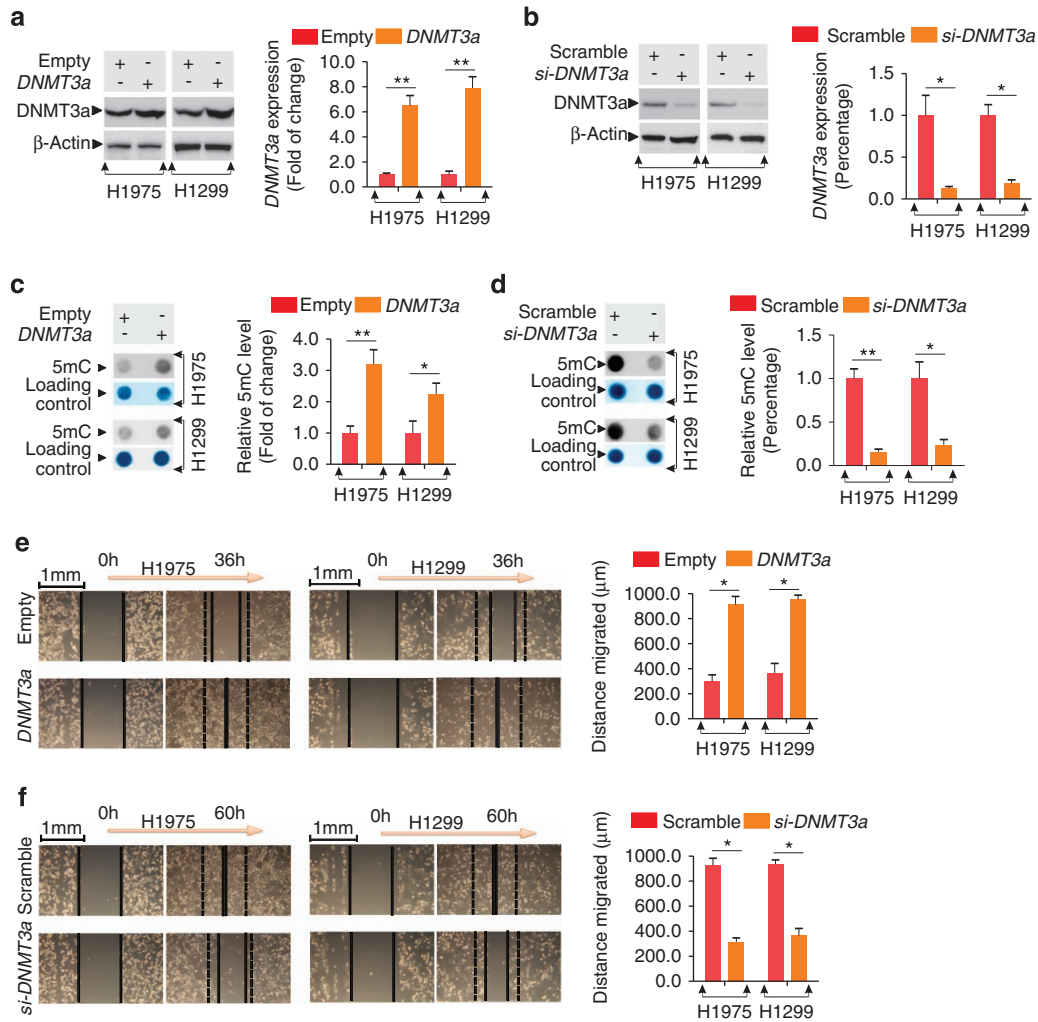 a
Empty + - + -
DNMT3a - + - +
DNMT3a
β-Actin
H1975 H1299
Empty DNMT3a
DNMT3a expression
(Fold of change)
10.0
8.0
6.0
4.0
2.0
0.0
** **
H1975 H1299
b
Scramble + - + -
si-DNMT3a - + - +
DNMT3a
β-Actin
H1975 H1299
Scramble si-DNMT3a
DNMT3a expression
(Percentage)
1.5
1.0
0.5
0.0
* *
H1975 H1299
c
Empty + -
DNMT3a - +
5mC
Loading
control
H1975
5mC
Loading
control
H1299
Empty DNMT3a
Relative 5mC level
(Fold of change)
4.0
3.0
2.0
1.0
0.0
** *
H1975 H1299
d
Scramble + -
si-DNMT3a - +
5mC
Loading
control
H1975
5mC
Loading
control
H1299
Scramble si-DNMT3a
Relative 5mC level
(Percentage)
1.5
1.0
0.5
0.0
** *
H1975 H1299
e
1mm 0h H1975 36h
1mm 0h H1299 36h
Empty
DNMT3a
Empty DNMT3a
Distance migrated (μm)
1000.0
800.0
600.0
400.0
200.0
0.0
* *
H1975 H1299
f
1mm 0h H1975 60h
1mm 0h H1299 60h
Scramble
si-DNMT3a
Scramble si-DNMT3a
Distance migrated (μm)
1000.0
800.0
600.0
400.0
200.0
0.0
* *
H1975 H1299